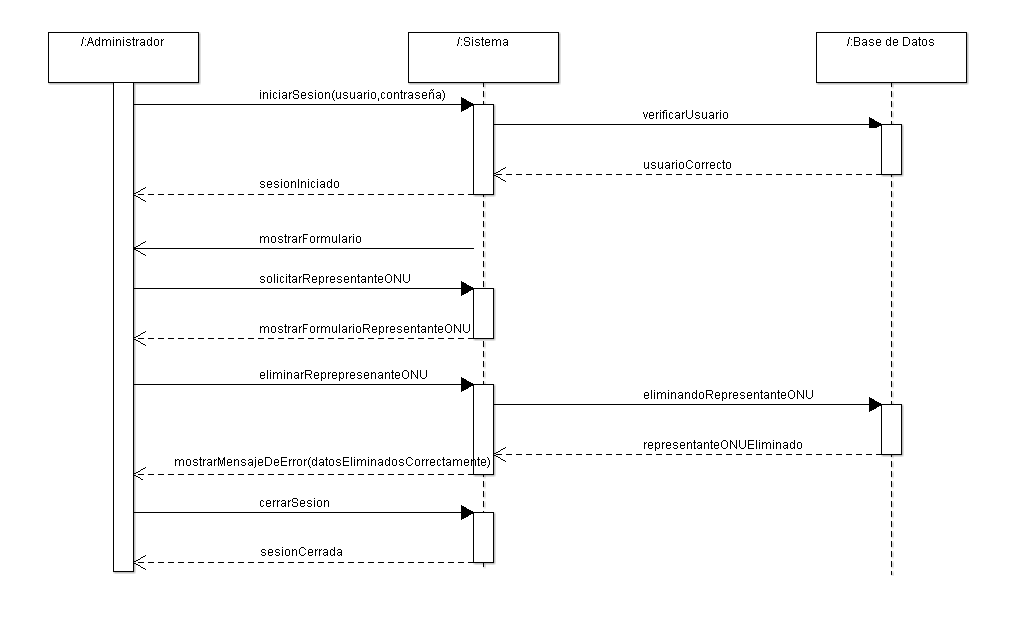 /:Administrador
/:Sistema
/:Base de Datos
iniciarSesion(usuario,contraseña)
verificarUsuario
usuarioCorrecto
sesionIniciado
mostrarFormulario
solicitarRepresentanteONU
mostrarFormularioRepresentanteONU
eliminarReprepresenanteONU
eliminandoRepresentanteONU
representanteONUEliminado
mostrarMensajeDeError(datosEliminadosCorrectamente)
cerrarSesion
sesionCerrada